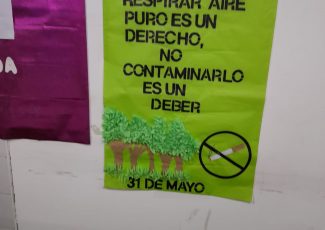 RESPIRAR AIRE
PURO ES UN
DERECHO,
NO
CONTAMINARLO
ES UN
DEBER
31 DE MAYO